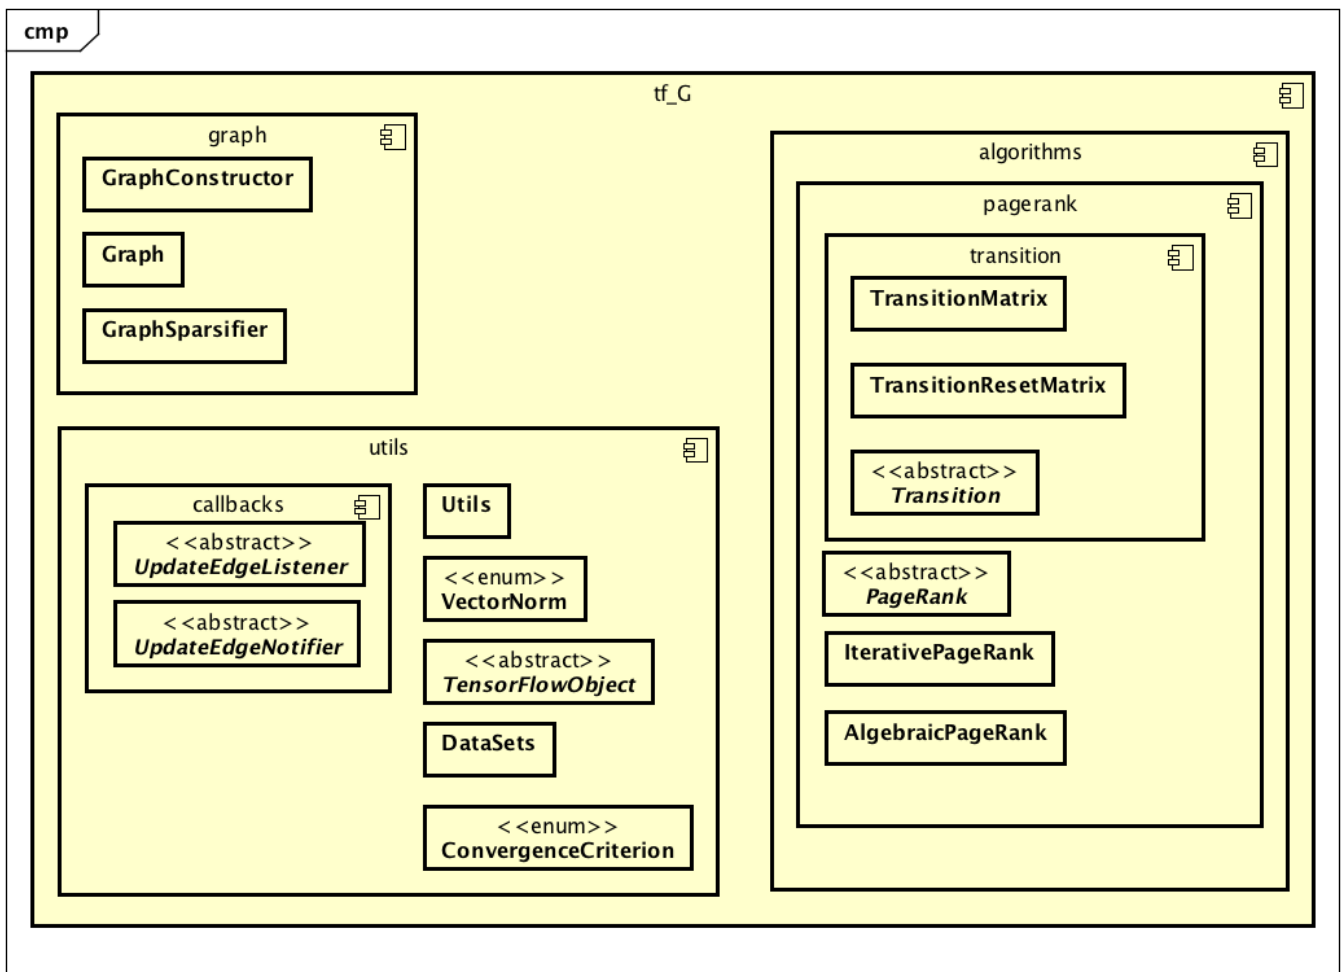 cmp
tf_G
graph
GraphConstructor
Graph
GraphSparsifier
utils
callbacks
<<abstract>>
UpdateEdgeListener
<<abstract>>
UpdateEdgeNotifier
Utils
<<enum>>
VectorNorm
<<abstract>>
TensorFlowObject
DataSets
<<enum>>
ConvergenceCriterion
algorithms
pagerank
transition
TransitionMatrix
TransitionResetMatrix
<<abstract>>
Transition
<<abstract>>
PageRank
IterativePageRank
AlgebraicPageRank